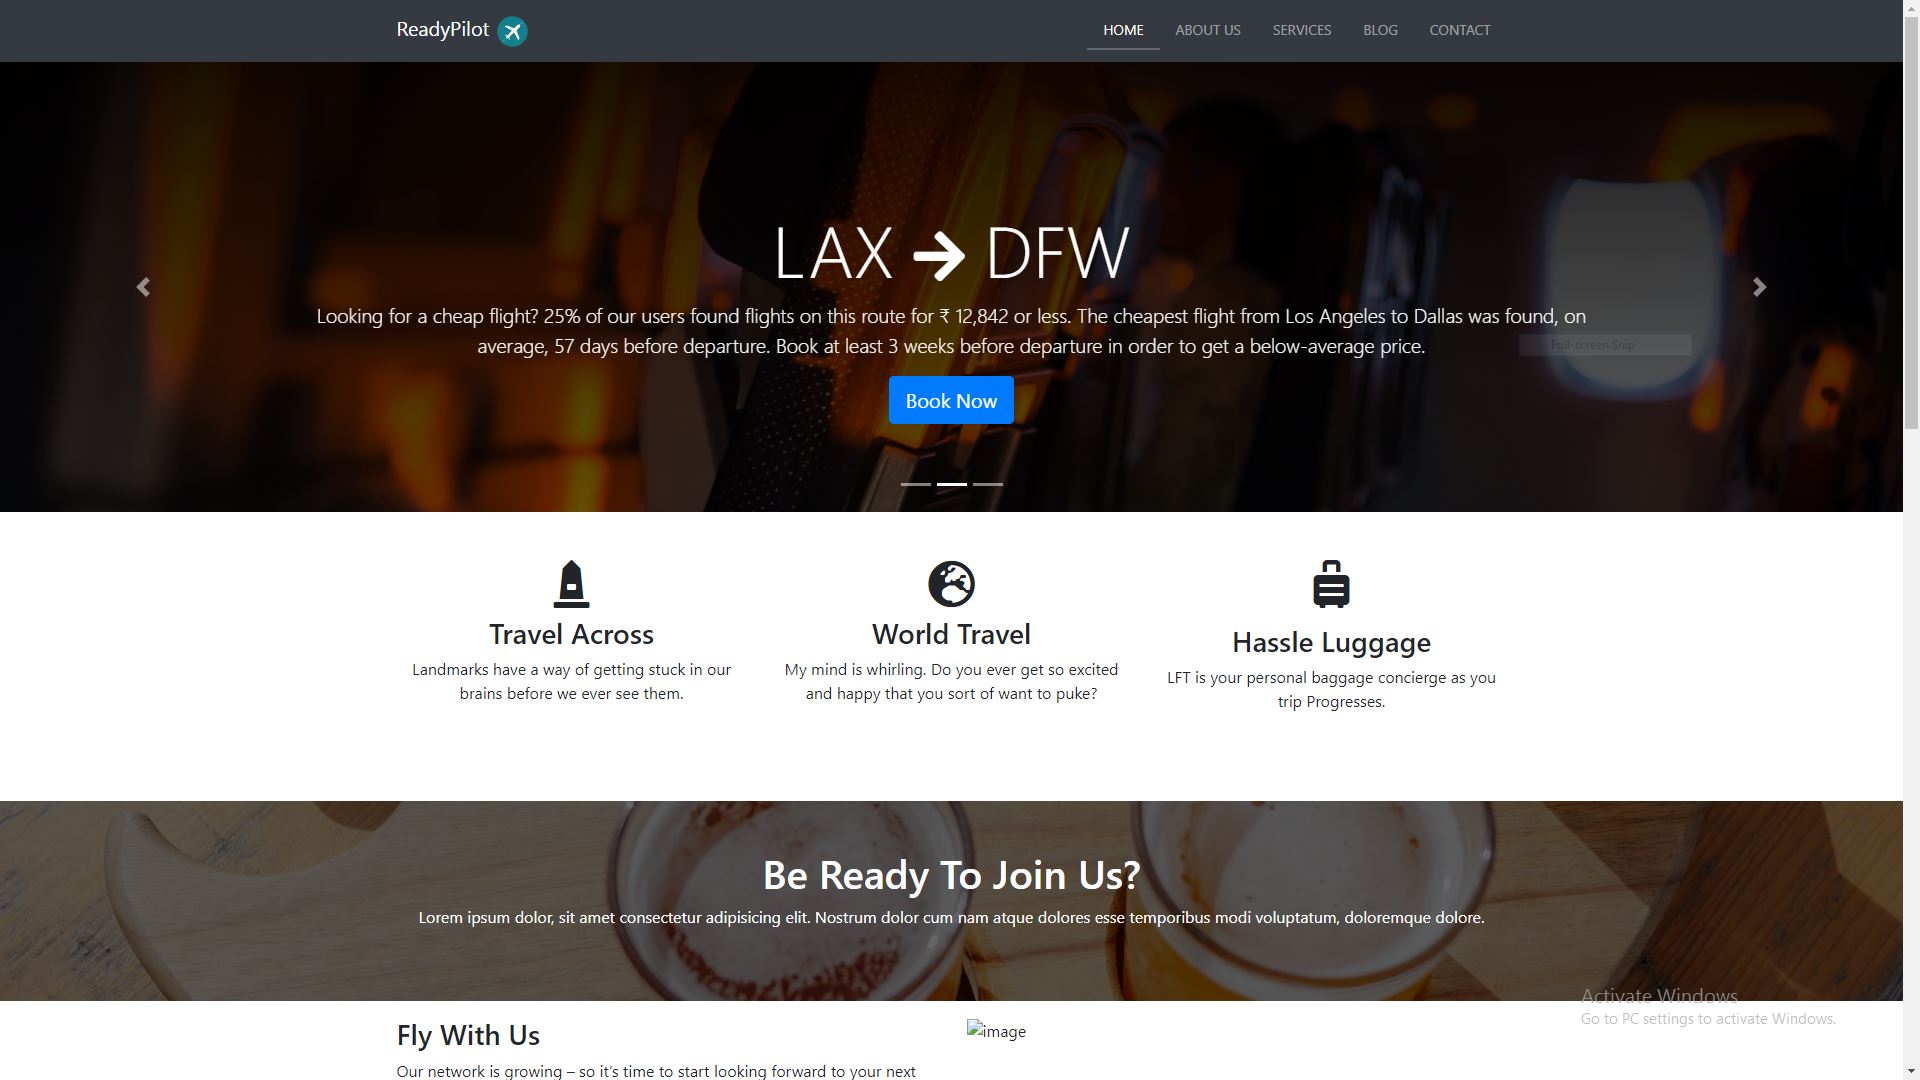 ReadyPilot
HOME ABOUT US SERVICES BLOG CONTACT
LAX → DFW
Looking for a cheap flight? 25% of our users found flights on this route for ₹ 12,842 or less. The cheapest flight from Los Angeles to Dallas was found, on
average, 57 days before departure. Book at least 3 weeks before departure in order to get a below-average price.
Full-screen Snip
Book Now
Travel Across
Landmarks have a way of getting stuck in our
brains before we ever see them.
World Travel
My mind is whirling. Do you ever get so excited
and happy that you sort of want to puke?
Hassle Luggage
LFT is your personal baggage concierge as you
trip Progresses.
Be Ready To Join Us?
Lorem ipsum dolor, sit amet consectetur adipisicing elit. Nostrum dolor cum nam atque dolores esse temporibus modi voluptatum, doloremque dolore.
Fly With Us
Our network is growing – so it's time to start looking forward to your next
image
Activate Windows
Go to PC settings to activate Windows.